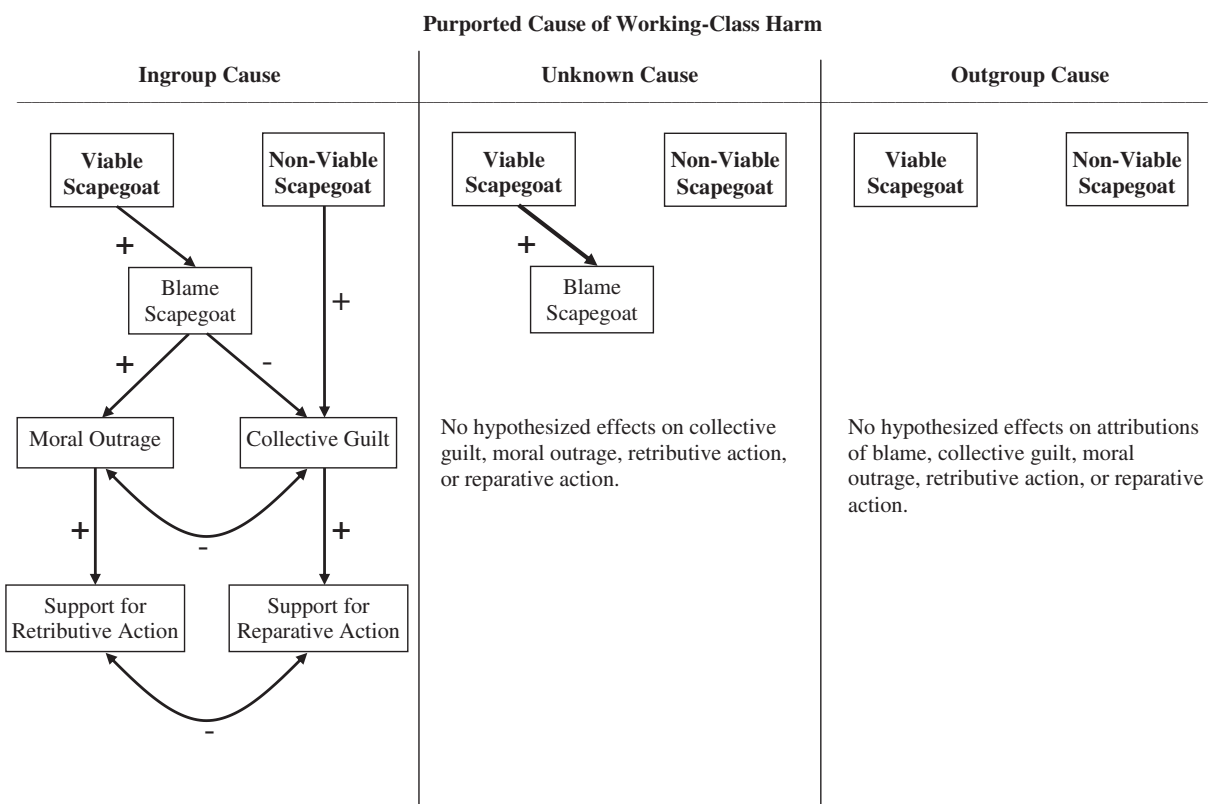 Purported Cause of Working-Class Harm
Ingroup Cause
Unknown Cause
Outgroup Cause
Viable
Scapegoat
Non-Viable
Scapegoat
+
Blame
Scapegoat
+
+
-
Moral Outrage
Collective Guilt
+
-
+
Support for
Retributive Action
Support for
Reparative Action
-
Viable
Scapegoat
Non-Viable
Scapegoat
+
Blame
Scapegoat
No hypothesized effects on collective
guilt, moral outrage, retributive action,
or reparative action.
Viable
Scapegoat
Non-Viable
Scapegoat
No hypothesized effects on attributions
of blame, collective guilt, moral
outrage, retributive action, or reparative
action.